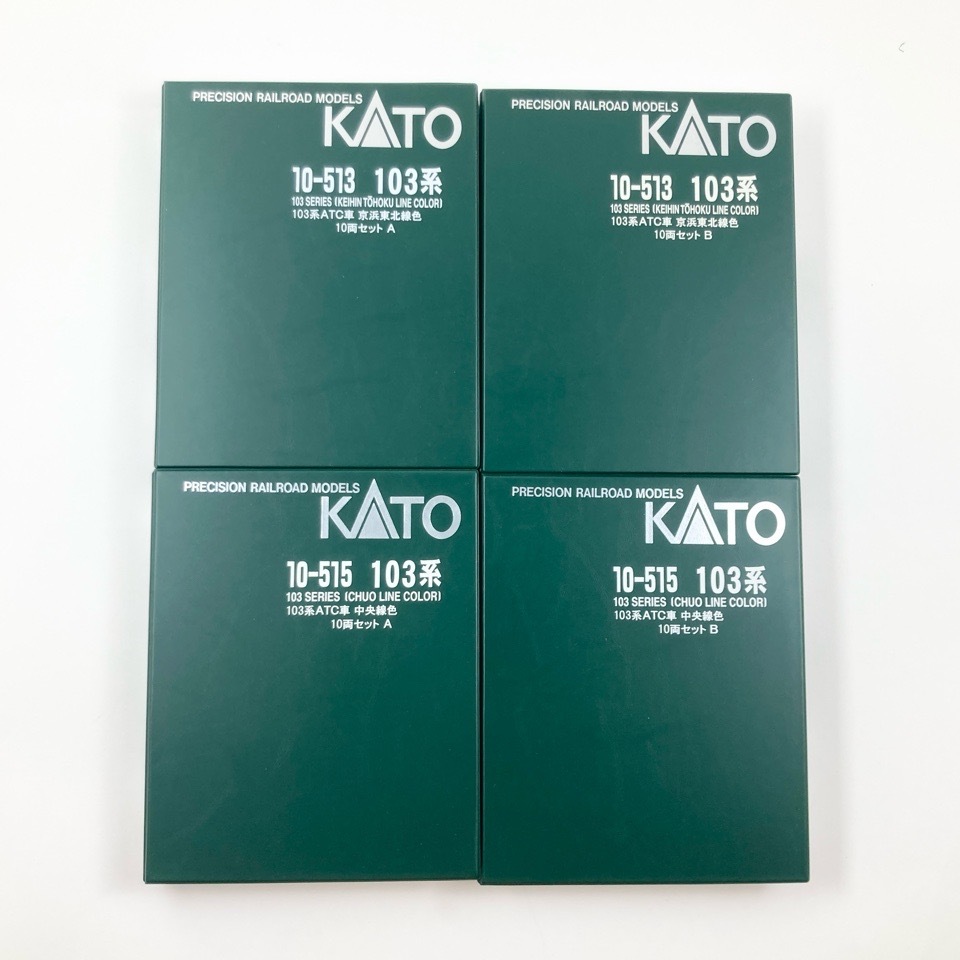 PRECISION RAILROAD MODELS
KATO
10-513 103系
103 SERIES (KEIHIN TŌHOKU LINE COLOR)
103系ATC車 京浜東北線色
10両セット A
PRECISION RAILROAD MODELS
KATO
10-513 103系
103 SERIES (KEIHIN TŌHOKU LINE COLOR)
103系ATC車 京浜東北線色
10両セット B
PRECISION RAILROAD MODELS
KATO
10-515 103系
103 SERIES (CHUO LINE COLOR)
103系ATC車 中央線色
10両セット A
PRECISION RAILROAD MODELS
KATO
10-515 103系
103 SERIES (CHUO LINE COLOR)
103系ATC車 中央線色
10両セット B